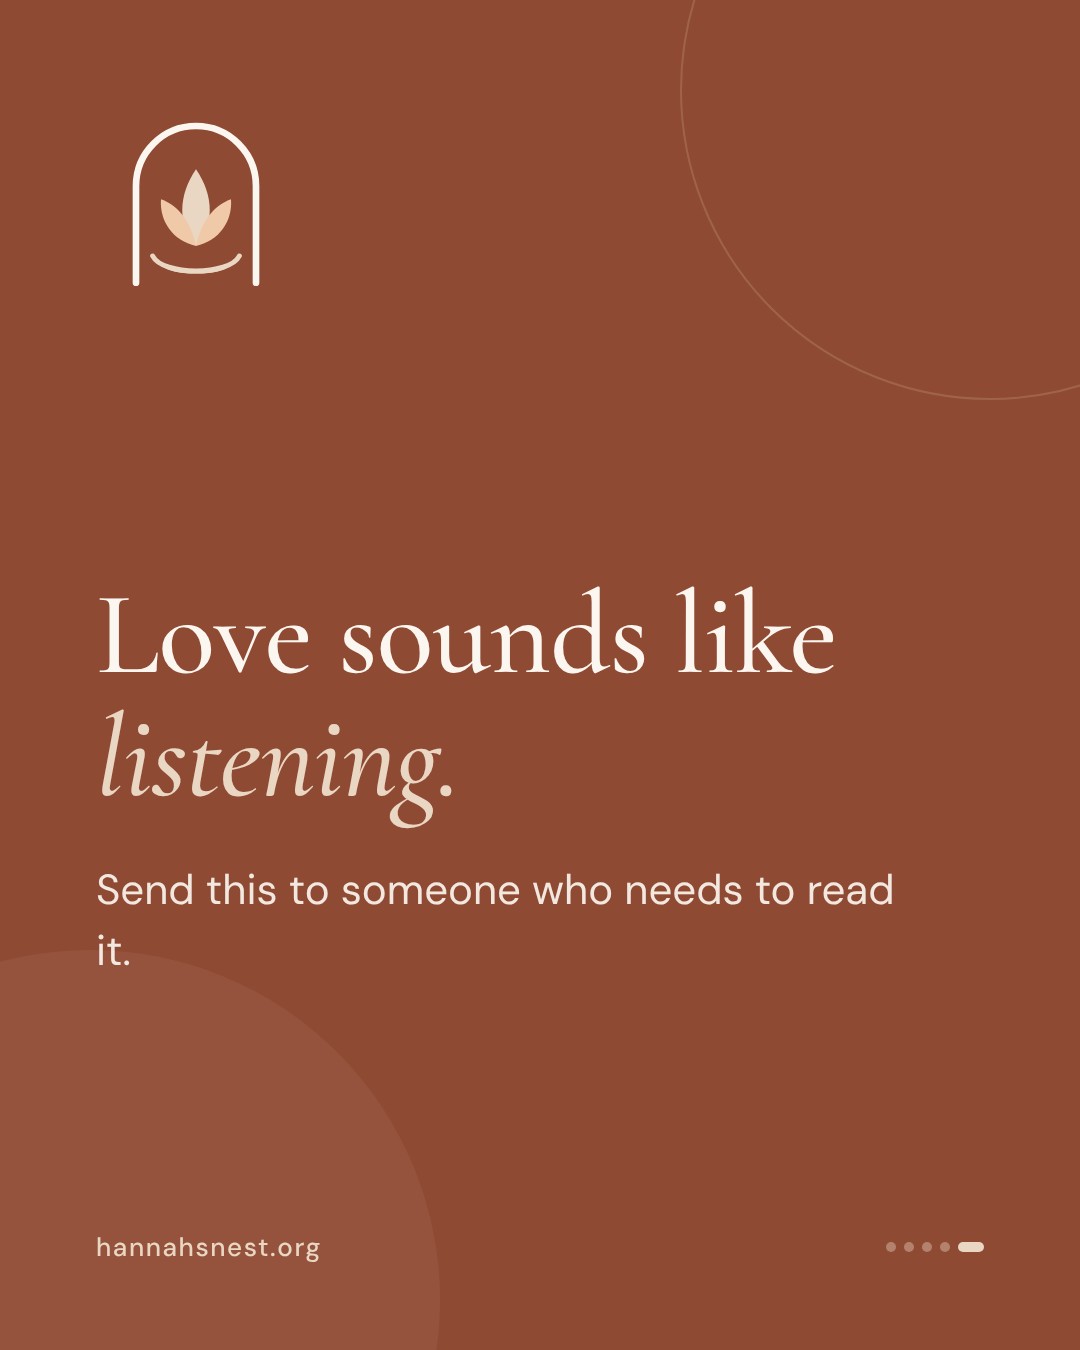 Love sounds like
listening.
Send this to someone who needs to read
it.
hannahsnest.org